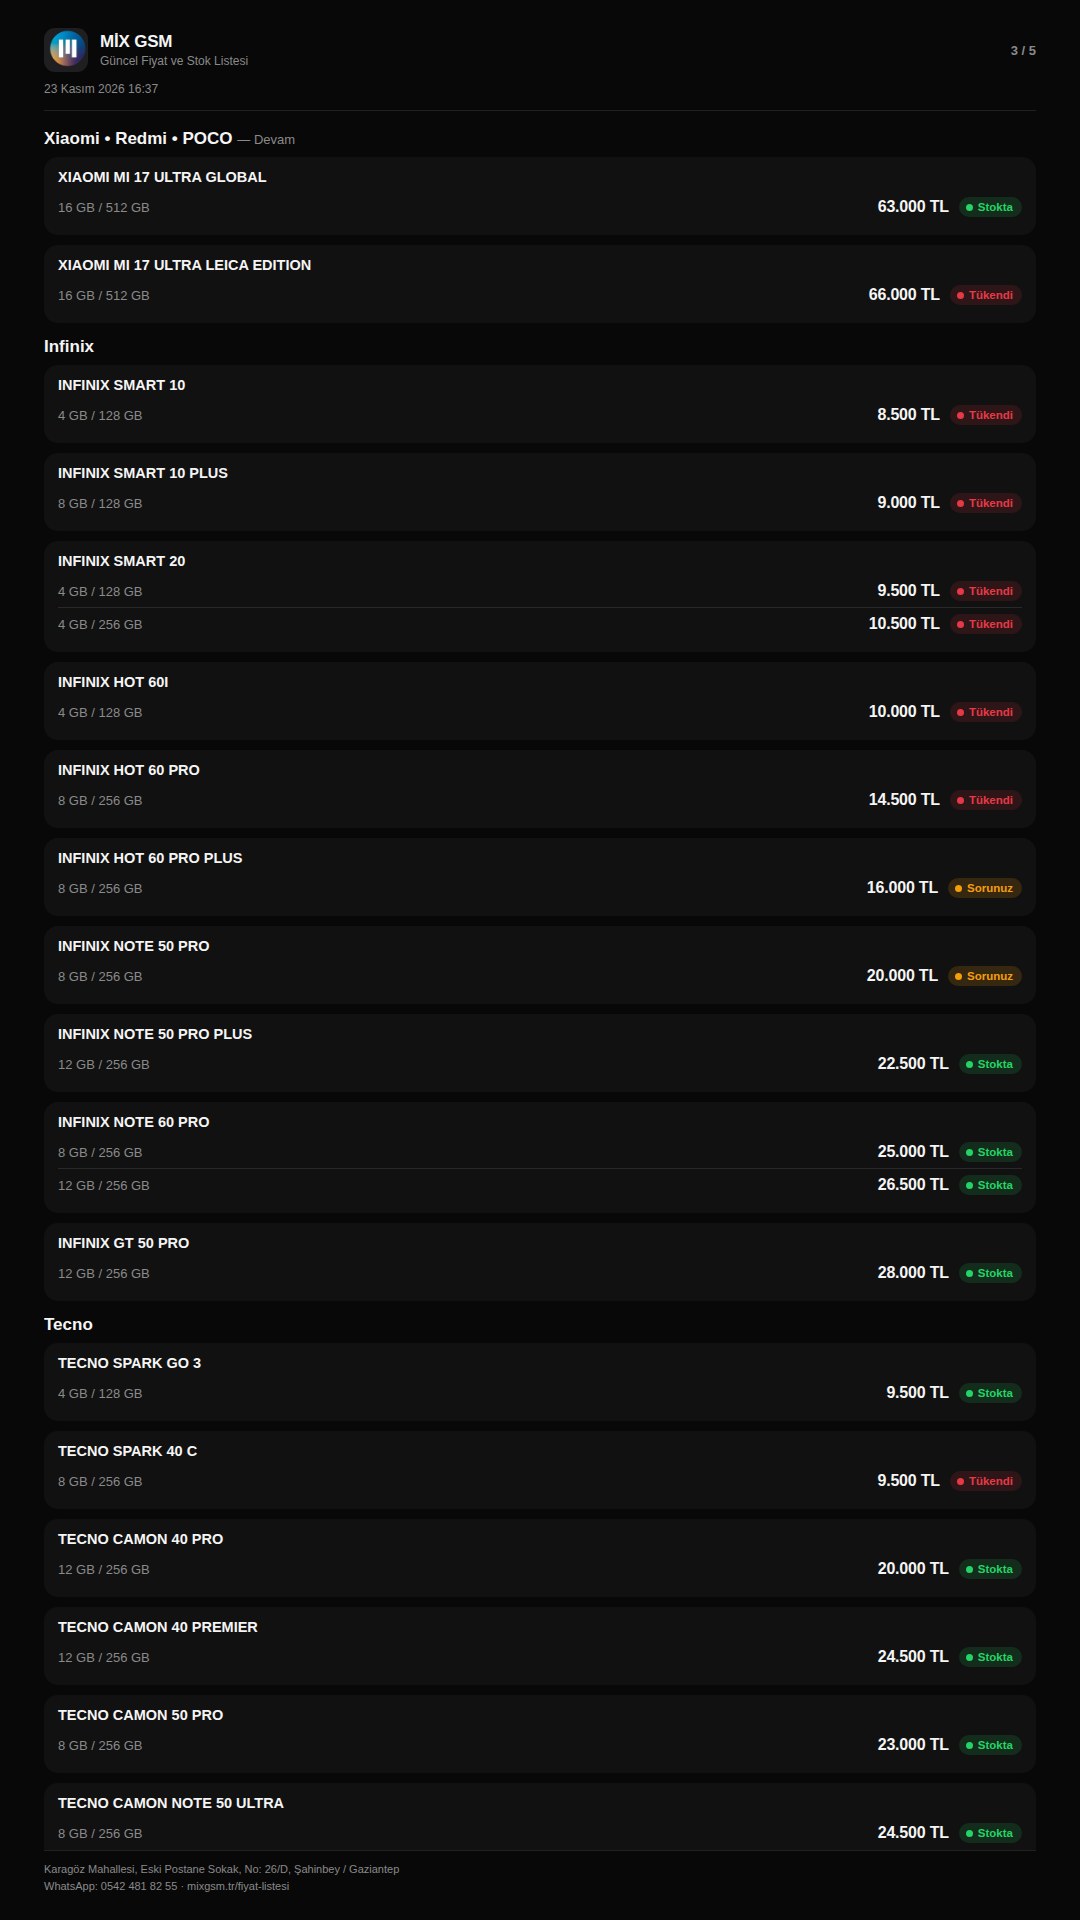 MİX GSM
Güncel Fiyat ve Stok Listesi
3 / 5
23 Kasım 2026 16:37
Xiaomi • Redmi • POCO — Devam
XIAOMI MI 17 ULTRA GLOBAL
16 GB / 512 GB 63.000 TL Stokta
XIAOMI MI 17 ULTRA LEICA EDITION
16 GB / 512 GB 66.000 TL Tükendi
Infinix
INFINIX SMART 10
4 GB / 128 GB 8.500 TL Tükendi
INFINIX SMART 10 PLUS
8 GB / 128 GB 9.000 TL Tükendi
INFINIX SMART 20
4 GB / 128 GB 9.500 TL Tükendi
4 GB / 256 GB 10.500 TL Tükendi
INFINIX HOT 60I
4 GB / 128 GB 10.000 TL Tükendi
INFINIX HOT 60 PRO
8 GB / 256 GB 14.500 TL Tükendi
INFINIX HOT 60 PRO PLUS
8 GB / 256 GB 16.000 TL Sorunuz
INFINIX NOTE 50 PRO
8 GB / 256 GB 20.000 TL Sorunuz
INFINIX NOTE 50 PRO PLUS
12 GB / 256 GB 22.500 TL Stokta
INFINIX NOTE 60 PRO
8 GB / 256 GB 25.000 TL Stokta
12 GB / 256 GB 26.500 TL Stokta
INFINIX GT 50 PRO
12 GB / 256 GB 28.000 TL Stokta
Tecno
TECNO SPARK GO 3
4 GB / 128 GB 9.500 TL Stokta
TECNO SPARK 40 C
8 GB / 256 GB 9.500 TL Tükendi
TECNO CAMON 40 PRO
12 GB / 256 GB 20.000 TL Stokta
TECNO CAMON 40 PREMIER
12 GB / 256 GB 24.500 TL Stokta
TECNO CAMON 50 PRO
8 GB / 256 GB 23.000 TL Stokta
TECNO CAMON NOTE 50 ULTRA
8 GB / 256 GB 24.500 TL Stokta
Karagöz Mahallesi, Eski Postane Sokak, No: 26/D, Şahinbey / Gaziantep
WhatsApp: 0542 481 82 55 · mixgsm.tr/fiyat-listesi